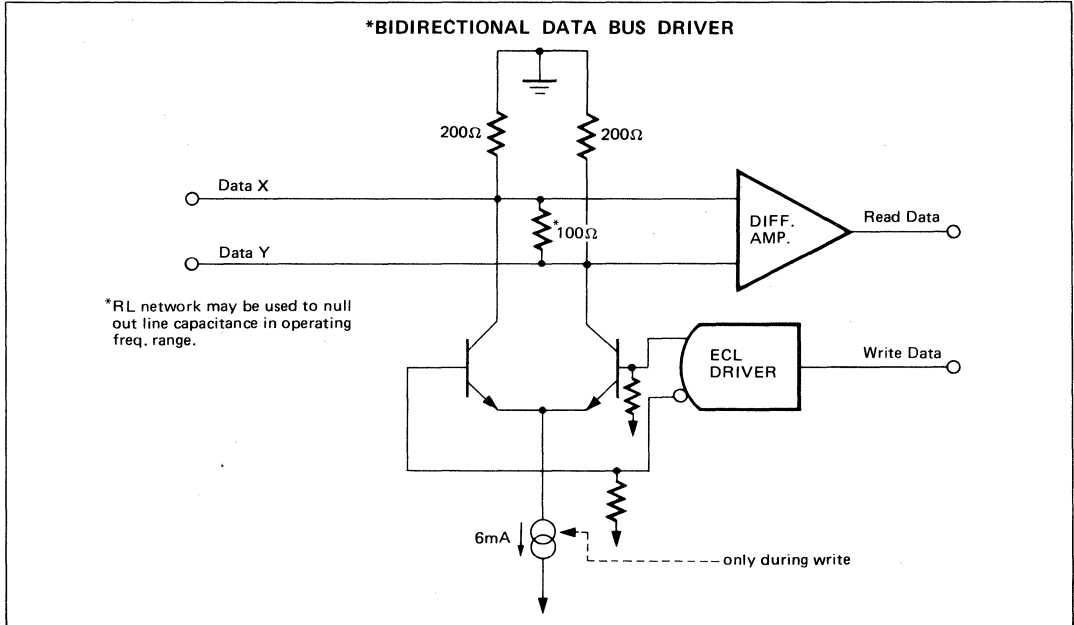 *BIDIRECTIONAL DATA BUS DRIVER
200Ω
200Ω
Data X
*100Ω
DIFF.
AMP.
Read Data
Data Y
*RL network may be used to null
out line capacitance in operating
freq. range.
ECL
DRIVER
Write Data
6mA
only during write